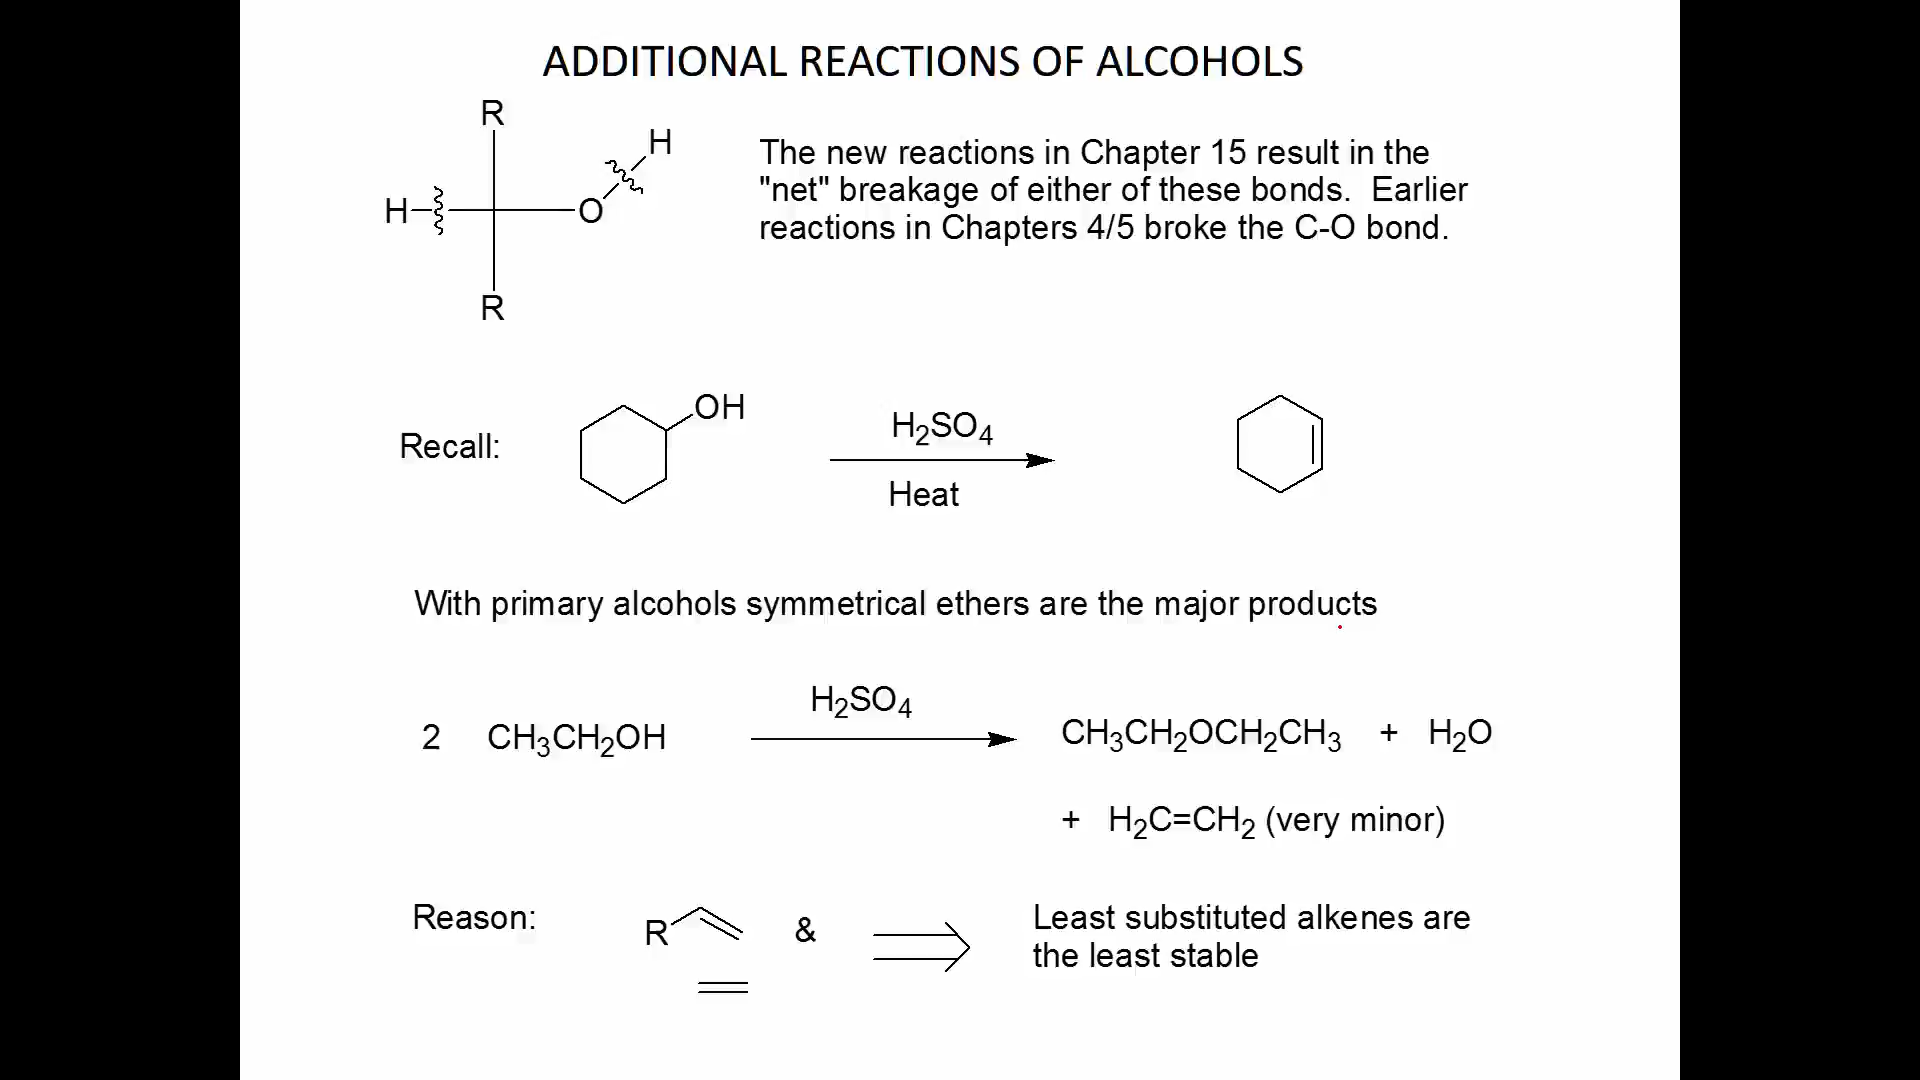 ADDITIONAL REACTIONS OF ALCOHOLS
R
H
H
O
R
The new reactions in Chapter 15 result in the
"net" breakage of either of these bonds. Earlier
reactions in Chapters 4/5 broke the C-O bond.
Recall:
OH
H2SO4
Heat
With primary alcohols symmetrical ethers are the major products
2 CH3CH2OH
H2SO4
CH3CH2OCH2CH3 + H2O
+ H2C=CH2 (very minor)
Reason:
R
&
Least substituted alkenes are
the least stable